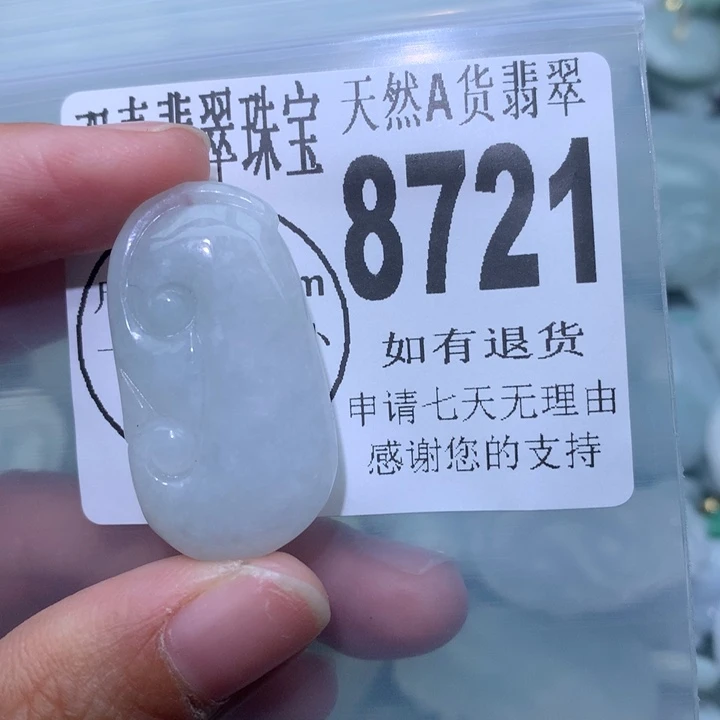 翡翠珠宝
天然A货翡翠
8721
如有退货
申请七天无理由
感谢您的支持